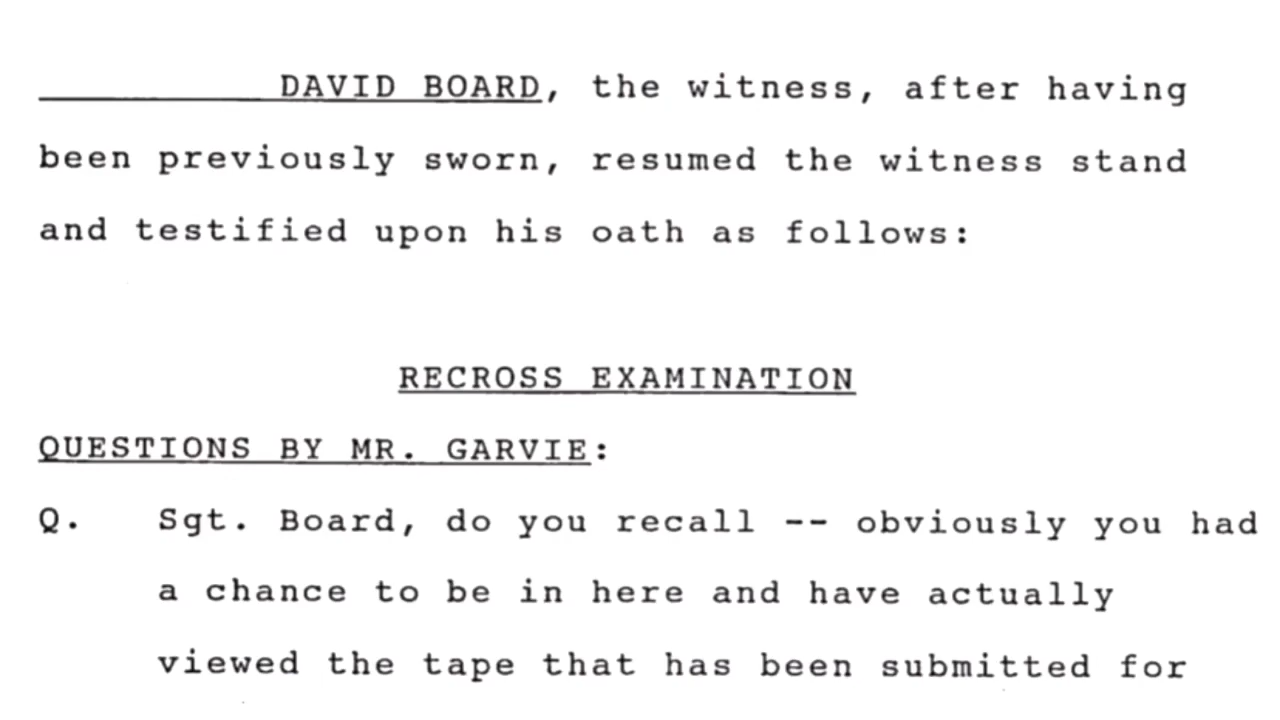 DAVID BOARD, the witness, after having
been previously sworn, resumed the witness stand
and testified upon his oath as follows:
RECROSS EXAMINATION
QUESTIONS BY MR. GARVIE:
Q. Sgt. Board, do you recall -- obviously you had
a chance to be in here and have actually
viewed the tape that has been submitted for